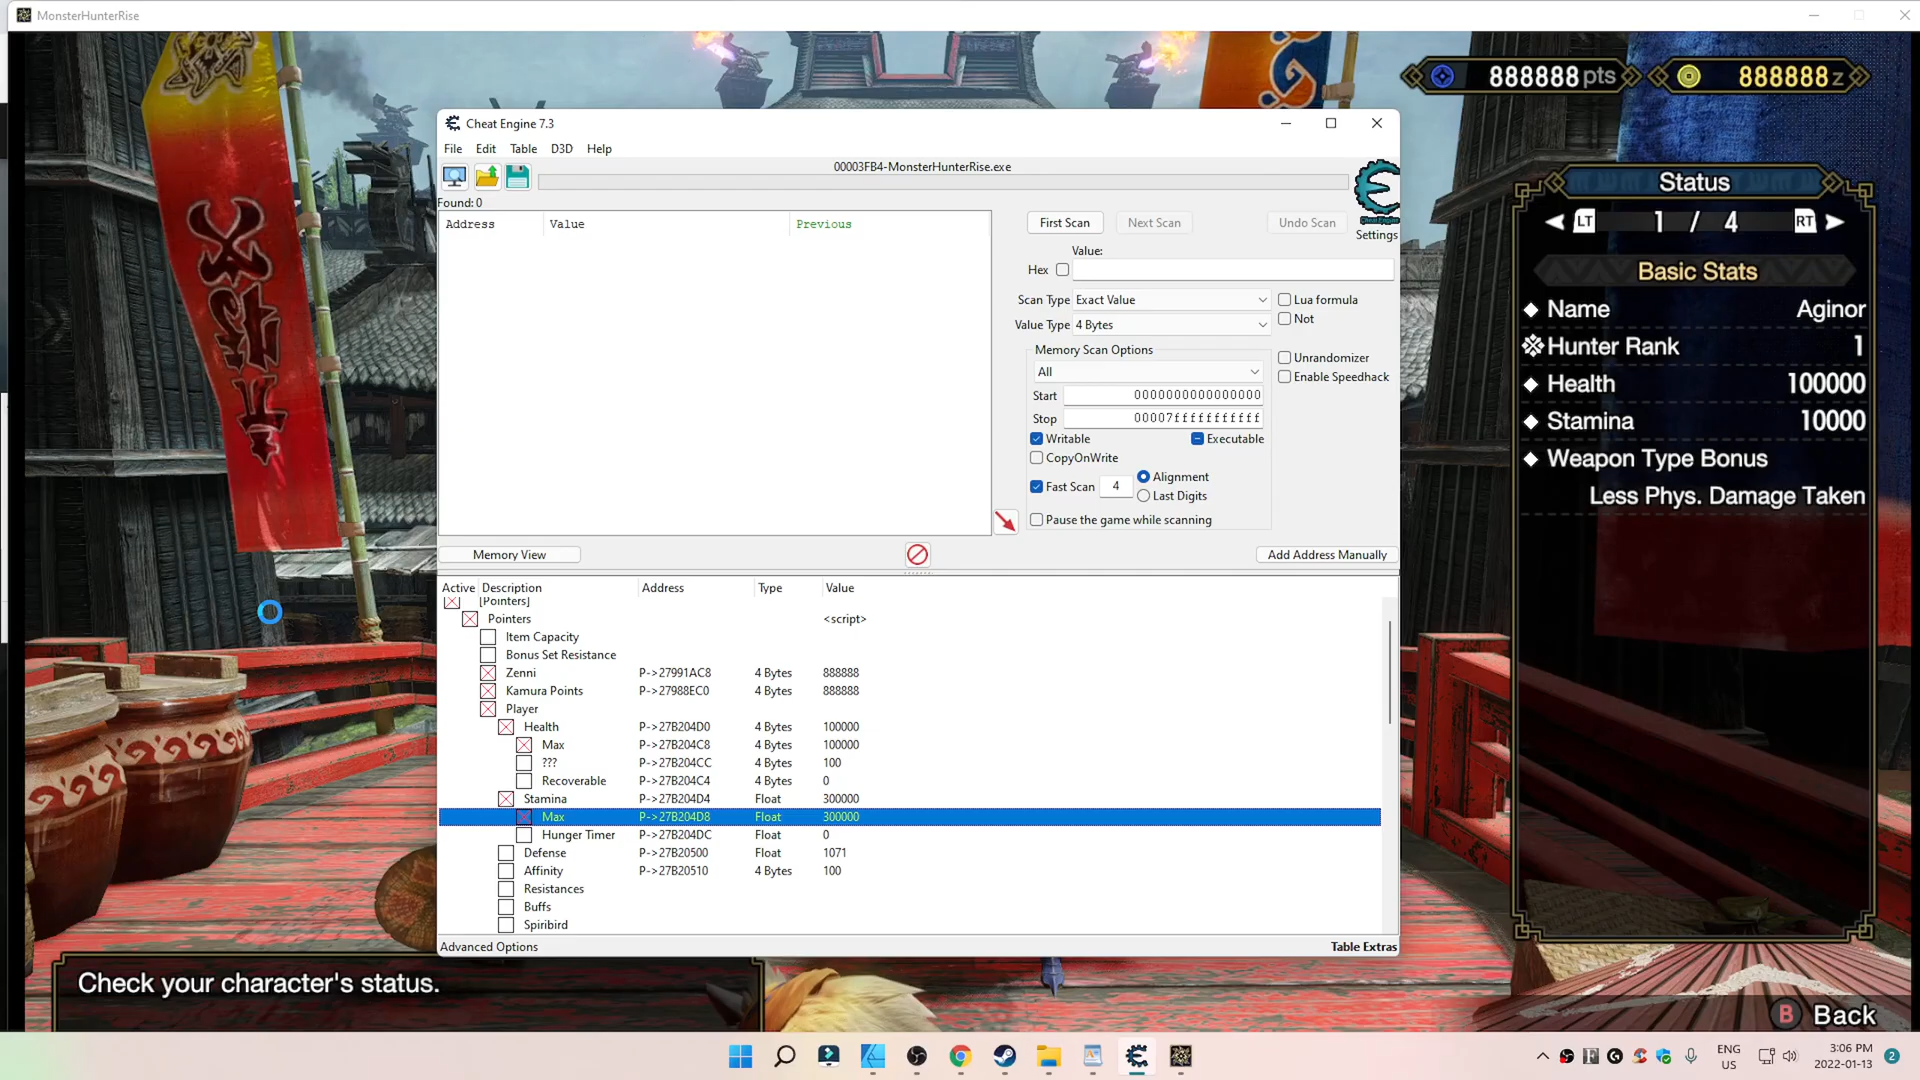 MonsterHunterRise
888888 pts
888888 z
Cheat Engine 7.3
File Edit Table D3D Help
00003FB4-MonsterHunterRise.exe
Found: 0
Address Value Previous
First Scan Next Scan Undo Scan
Cheat Engine
Settings
Value:
Hex
Scan Type Exact Value
Lua formula
Value Type 4 Bytes
Not
Memory Scan Options
All
Unrandomizer
Enable Speedhack
Start 0000000000000000
Stop 00007fffffffffff
Writable Executable
CopyOnWrite
Fast Scan 4 Alignment
Last Digits
Pause the game while scanning
Memory View
Add Address Manually
Active Description Address Type Value
[Pointers]
Pointers <script>
Item Capacity
Bonus Set Resistance
Zenni P->27991AC8 4 Bytes 888888
Kamura Points P->27988EC0 4 Bytes 888888
Player
Health P->27B204D0 4 Bytes 100000
Max P->27B204C8 4 Bytes 100000
??? P->27B204CC 4 Bytes 100
Recoverable P->27B204C4 4 Bytes 0
Stamina P->27B204D4 Float 300000
Max P->27B204D8 Float 300000
Hunger Timer P->27B204DC Float 0
Defense P->27B20500 Float 1071
Affinity P->27B20510 4 Bytes 100
Resistances
Buffs
Spiribird
Advanced Options Table Extras
Status
LT 1 / 4 RT
Basic Stats
Name Aginor
Hunter Rank 1
Health 100000
Stamina 10000
Weapon Type Bonus
Less Phys. Damage Taken
Check your character's status.
B Back
ENG
US
3:06 PM
2022-01-13
2